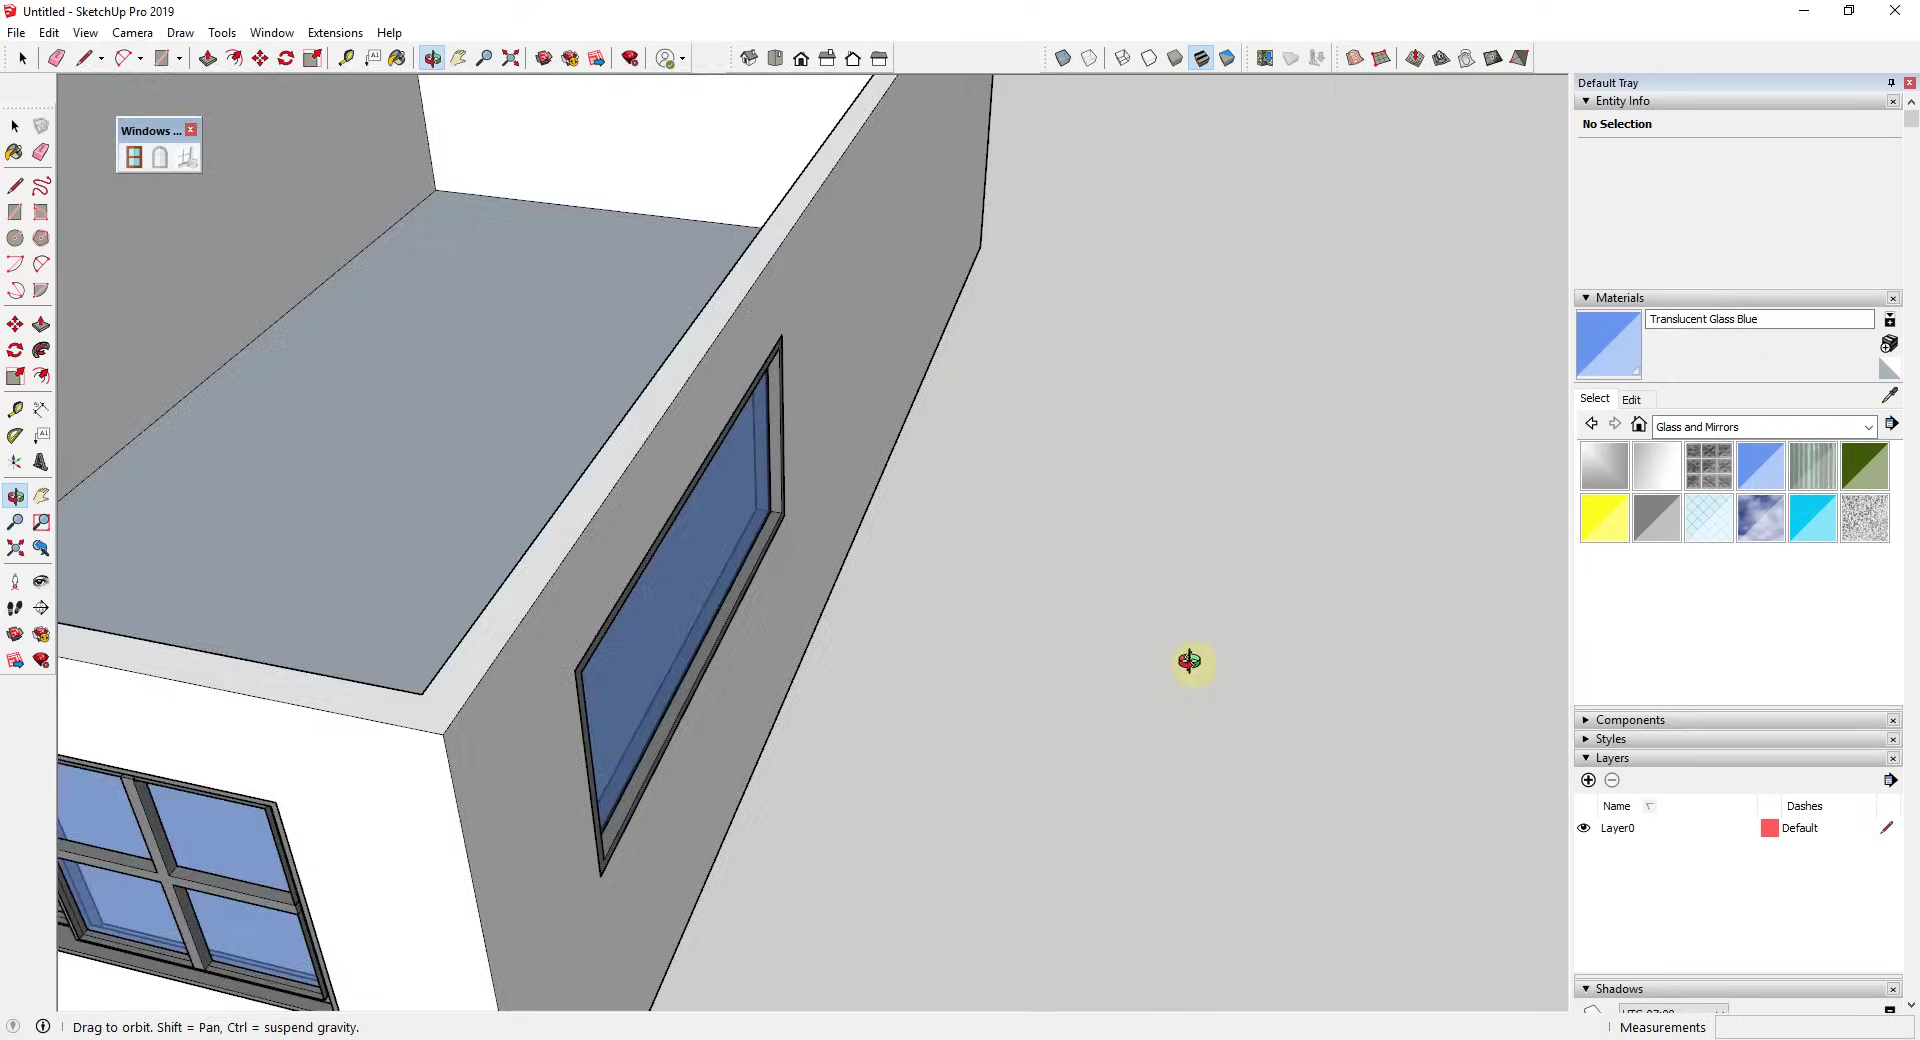 Untitled - SketchUp Pro 2019
File Edit View Camera Draw Tools Window Extensions Help
Default Tray
Entity Info
No Selection
Windows ...
Materials
Translucent Glass Blue
Select Edit
Glass and Mirrors
Components
Styles
Layers
Name Dashes
Layer0 Default
Shadows
Drag to orbit. Shift = Pan, Ctrl = suspend gravity.
Measurements